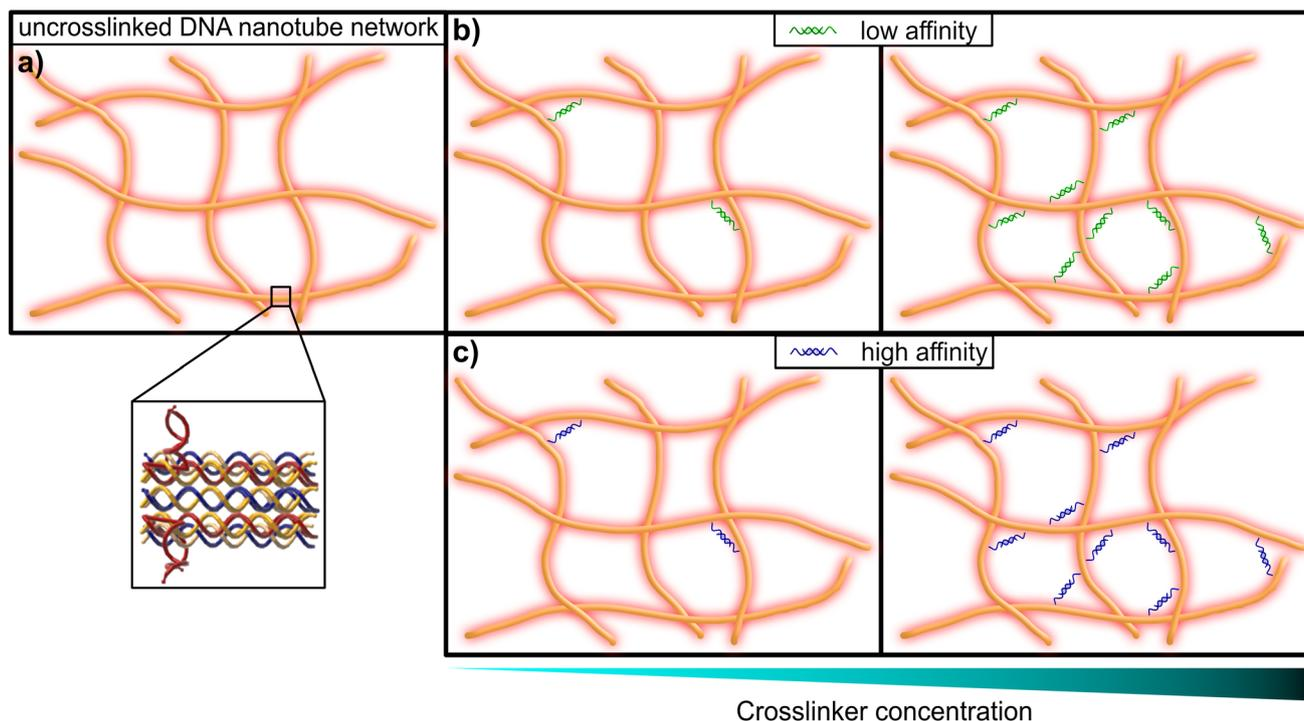 uncrosslinked DNA nanotube network
a)
b)
low affinity
c)
high affinity
Crosslinker concentration